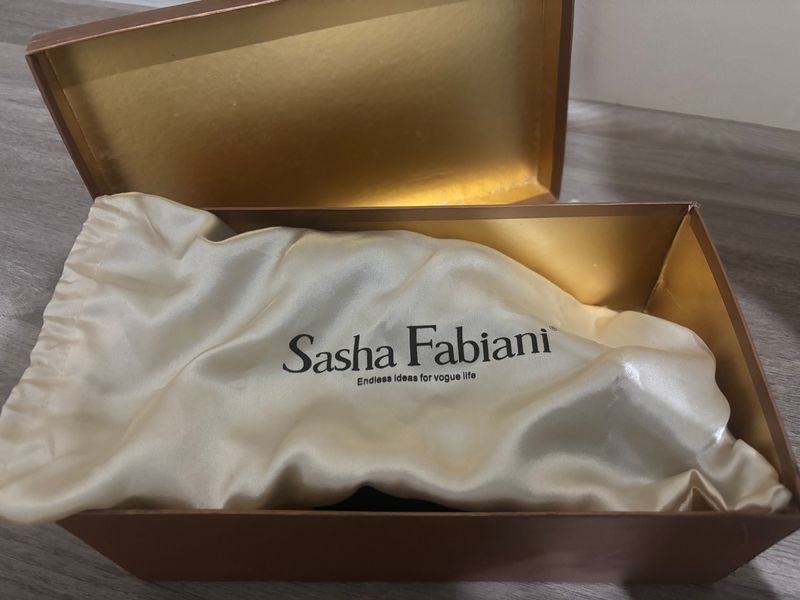 Sasha Fabiani
Endless ideas for vogue life